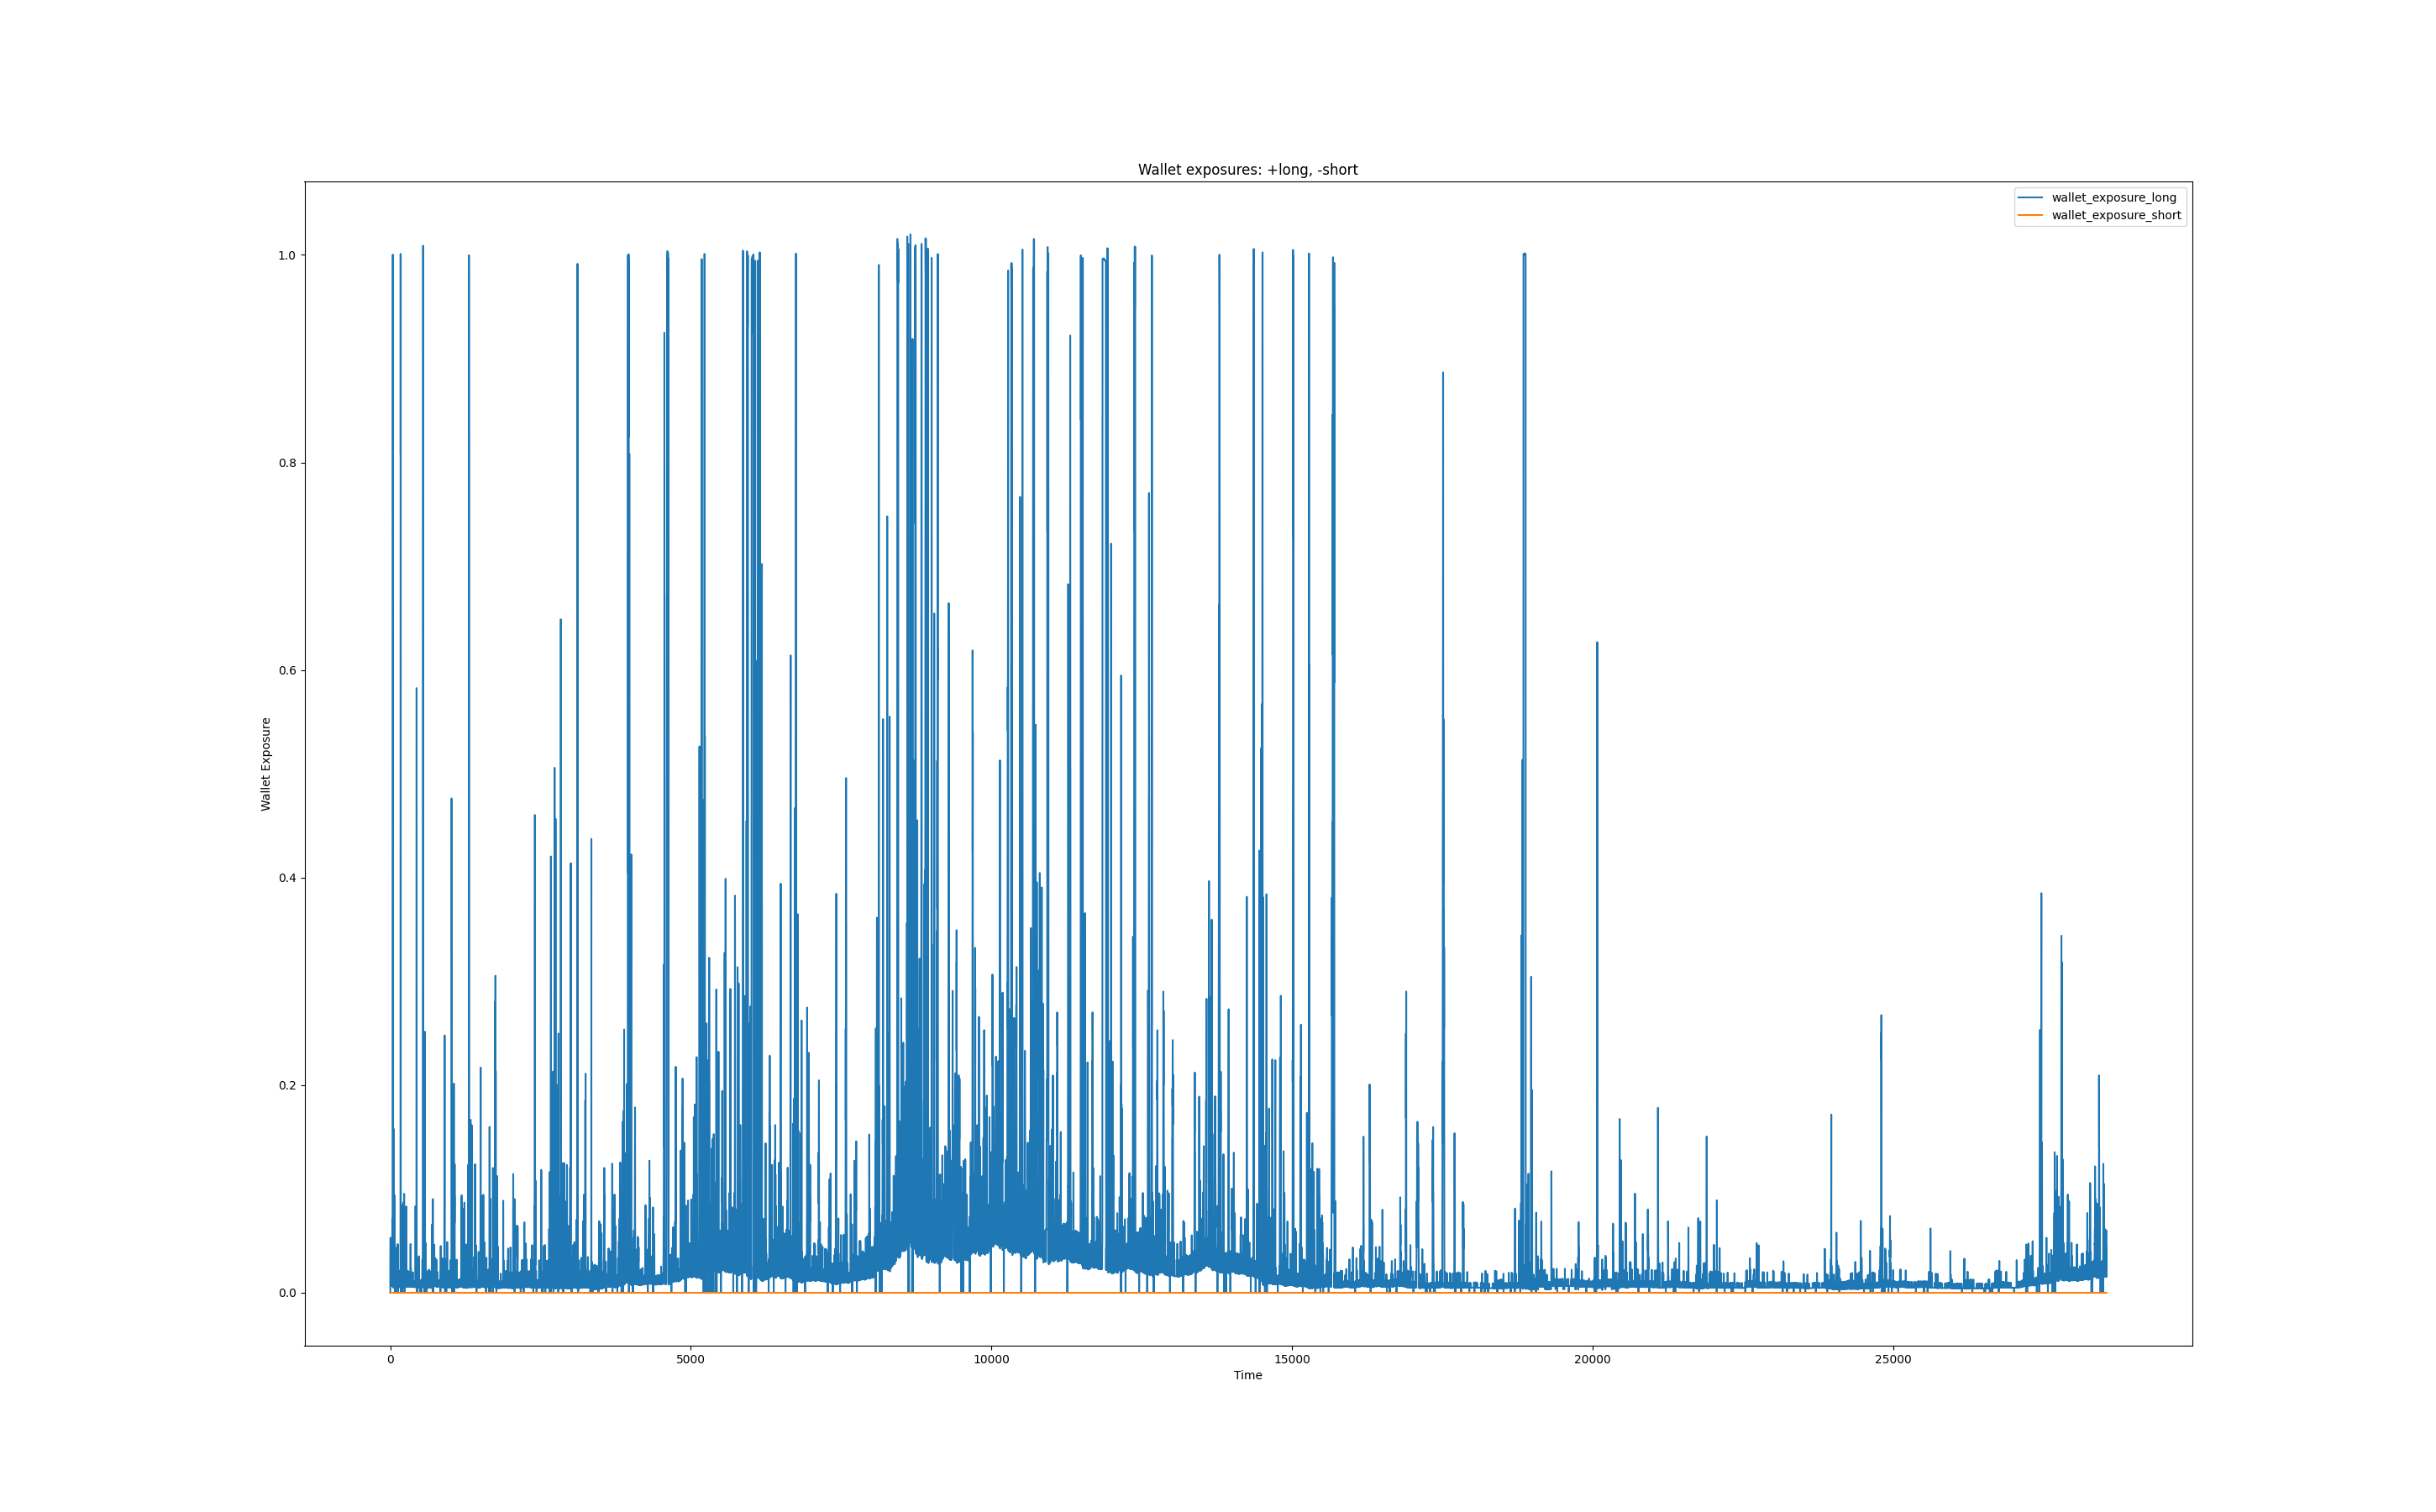 Wallet exposures: +long, -short
wallet_exposure_long
wallet_exposure_short
1.0
0.8
0.6
0.4
0.2
0.0
Wallet Exposure
0 5000 10000 15000 20000 25000
Time